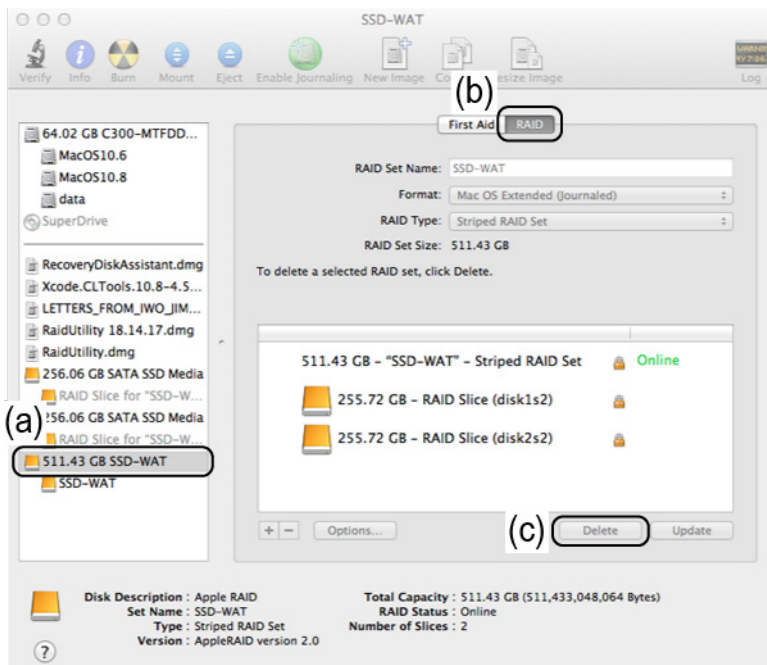 SSD-WAT
Verify Info Burn Mount Eject Enable Journaling New Image Resize Image Log
(b)
First Aid RAID
64.02 GB C300-MTFDD...
MacOS10.6
MacOS10.8
data
SuperDrive
RecoveryDiskAssistant.dmg
Xcode.CLTools.10.8-4.5...
LETTERS_FROM_IWO_JIM...
RaidUtility 18.14.17.dmg
RaidUtility.dmg
256.06 GB SATA SSD Media
RAID Slice for "SSD-W...
(a)
256.06 GB SATA SSD Media
RAID Slice for "SSD-W...
511.43 GB SSD-WAT
SSD-WAT
RAID Set Name: SSD-WAT
Format: Mac OS Extended (Journaled)
RAID Type: Striped RAID Set
RAID Set Size: 511.43 GB
To delete a selected RAID set, click Delete.
511.43 GB - "SSD-WAT" - Striped RAID Set Online
255.72 GB - RAID Slice (disk1s2)
255.72 GB - RAID Slice (disk2s2)
+ - Options... (c) Delete Update
Disk Description : Apple RAID
Set Name : SSD-WAT
Type : Striped RAID Set
Version : AppleRAID version 2.0
Total Capacity : 511.43 GB (511,433,048,064 Bytes)
RAID Status : Online
Number of Slices : 2
?